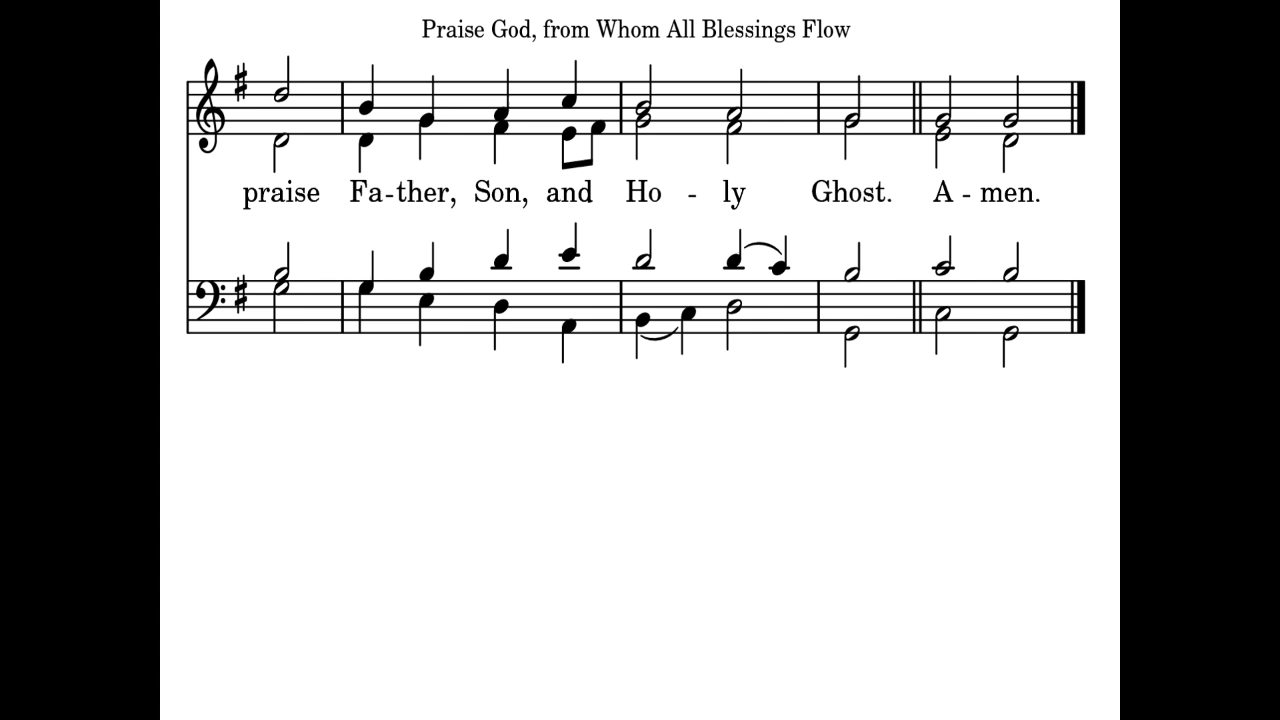 Praise God, from Whom All Blessings Flow
praise Fa-ther, Son, and Ho - ly Ghost. A - men.